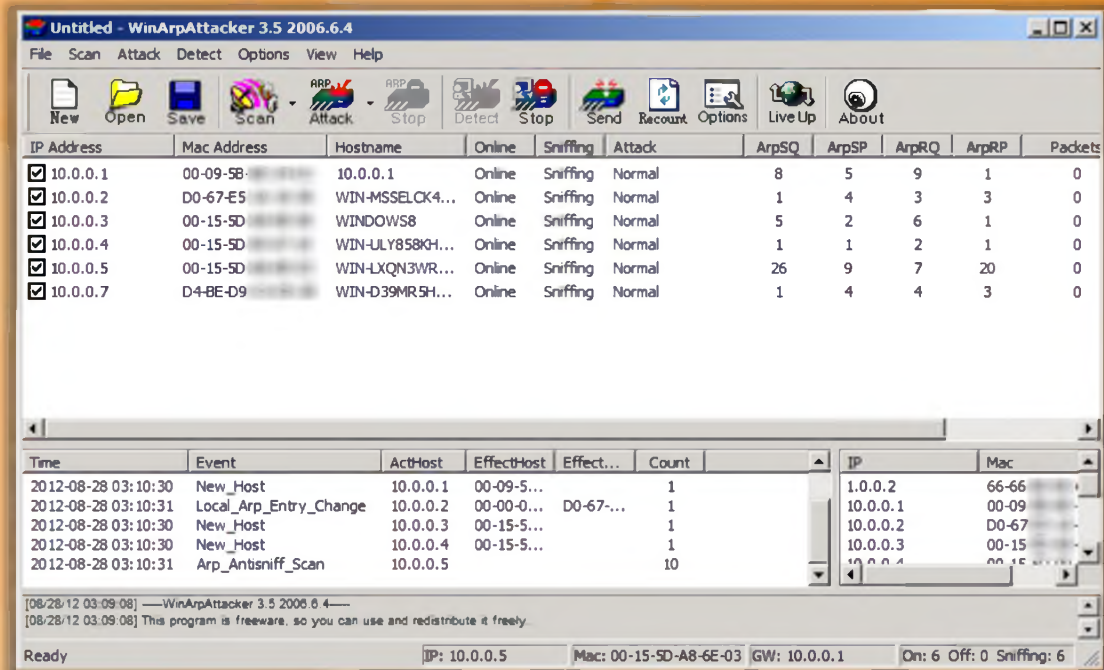 Untitled - WinArpAttacker 3.5 2006.6.4
File Scan Attack Detect Options View Help
ARP ARP
New Open Save Scan Attack Stop Detect Stop Send Recount Options Live Up About
IP Address Mac Address Hostname Online Sniffing Attack ArpSQ ArpSP ArpRQ ArpRP Packets
10.0.0.1 00-09-5B- 10.0.0.1 Online Sniffing Normal 8 5 9 1 0
10.0.0.2 D0-67-E5 WIN-MSSELCK4... Online Sniffing Normal 1 4 3 3 0
10.0.0.3 00-15-5D WINDOWS8 Online Sniffing Normal 5 2 6 1 0
10.0.0.4 00-15-5D WIN-ULY858KH... Online Sniffing Normal 1 1 2 1 0
10.0.0.5 00-15-5D WIN-LXQN3WR... Online Sniffing Normal 26 9 7 20 0
10.0.0.7 D4-BE-D9 WIN-D39MR5H... Online Sniffing Normal 1 4 4 3 0
Time Event ActHost EffectHost Effect... Count
2012-08-28 03:10:30 New_Host 10.0.0.1 00-09-5... 1
2012-08-28 03:10:31 Local_Arp_Entry_Change 10.0.0.2 00-00-0... D0-67-... 1
2012-08-28 03:10:30 New_Host 10.0.0.3 00-15-5... 1
2012-08-28 03:10:30 New_Host 10.0.0.4 00-15-5... 1
2012-08-28 03:10:31 Arp_Antisniff_Scan 10.0.0.5 10
IP Mac
1.0.0.2 66-66
10.0.0.1 00-09
10.0.0.2 D0-67
10.0.0.3 00-15
10.0.0.4 00-15
[08/28/12 03:09:08] -----WinArpAttacker 3.5 2006.6.4-----
[08/28/12 03:09:08] This program is freeware, so you can use and redistribute it freely.
Ready IP: 10.0.0.5 Mac: 00-15-5D-A8-6E-03 GW: 10.0.0.1 On: 6 Off: 0 Sniffing: 6